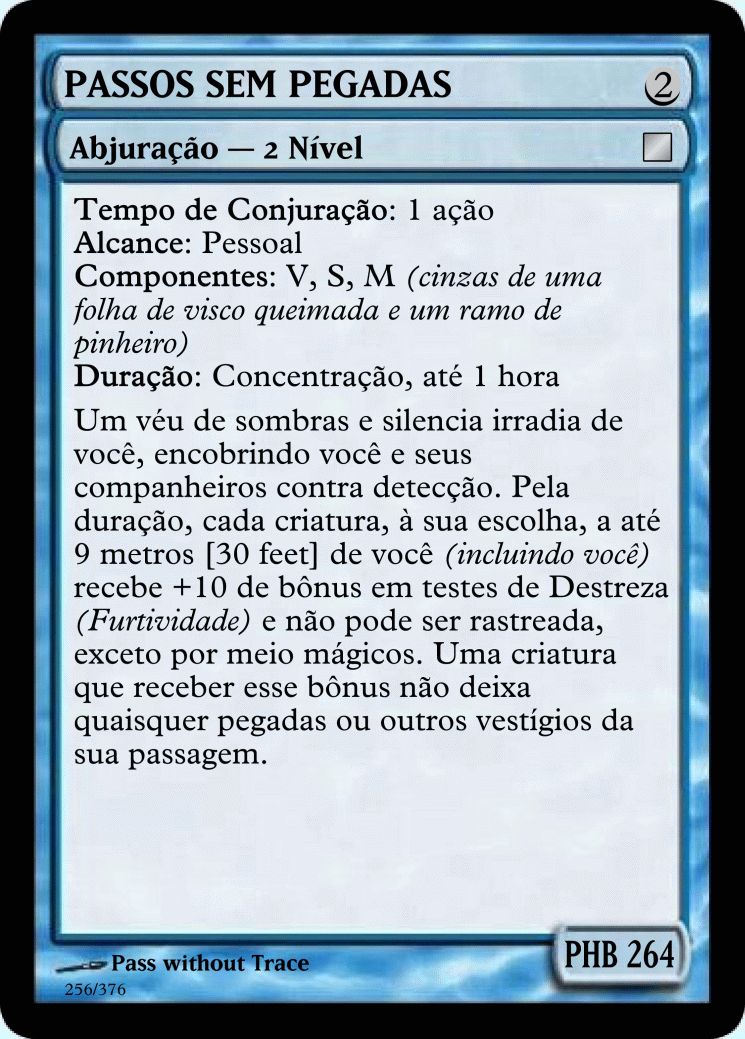 PASSOS SEM PEGADAS 2
Abjuração — 2 Nível
Tempo de Conjuração: 1 ação
Alcance: Pessoal
Componentes: V, S, M (cinzas de uma
folha de visco queimada e um ramo de
pinheiro)
Duração: Concentração, até 1 hora
Um véu de sombras e silencia irradia de
você, encobrindo você e seus
companheiros contra detecção. Pela
duração, cada criatura, à sua escolha, a até
9 metros [30 feet] de você (incluindo você)
recebe +10 de bônus em testes de Destreza
(Furtividade) e não pode ser rastreada,
exceto por meio mágicos. Uma criatura
que receber esse bônus não deixa
quaisquer pegadas ou outros vestígios da
sua passagem.
PHB 264
Pass without Trace
256/376